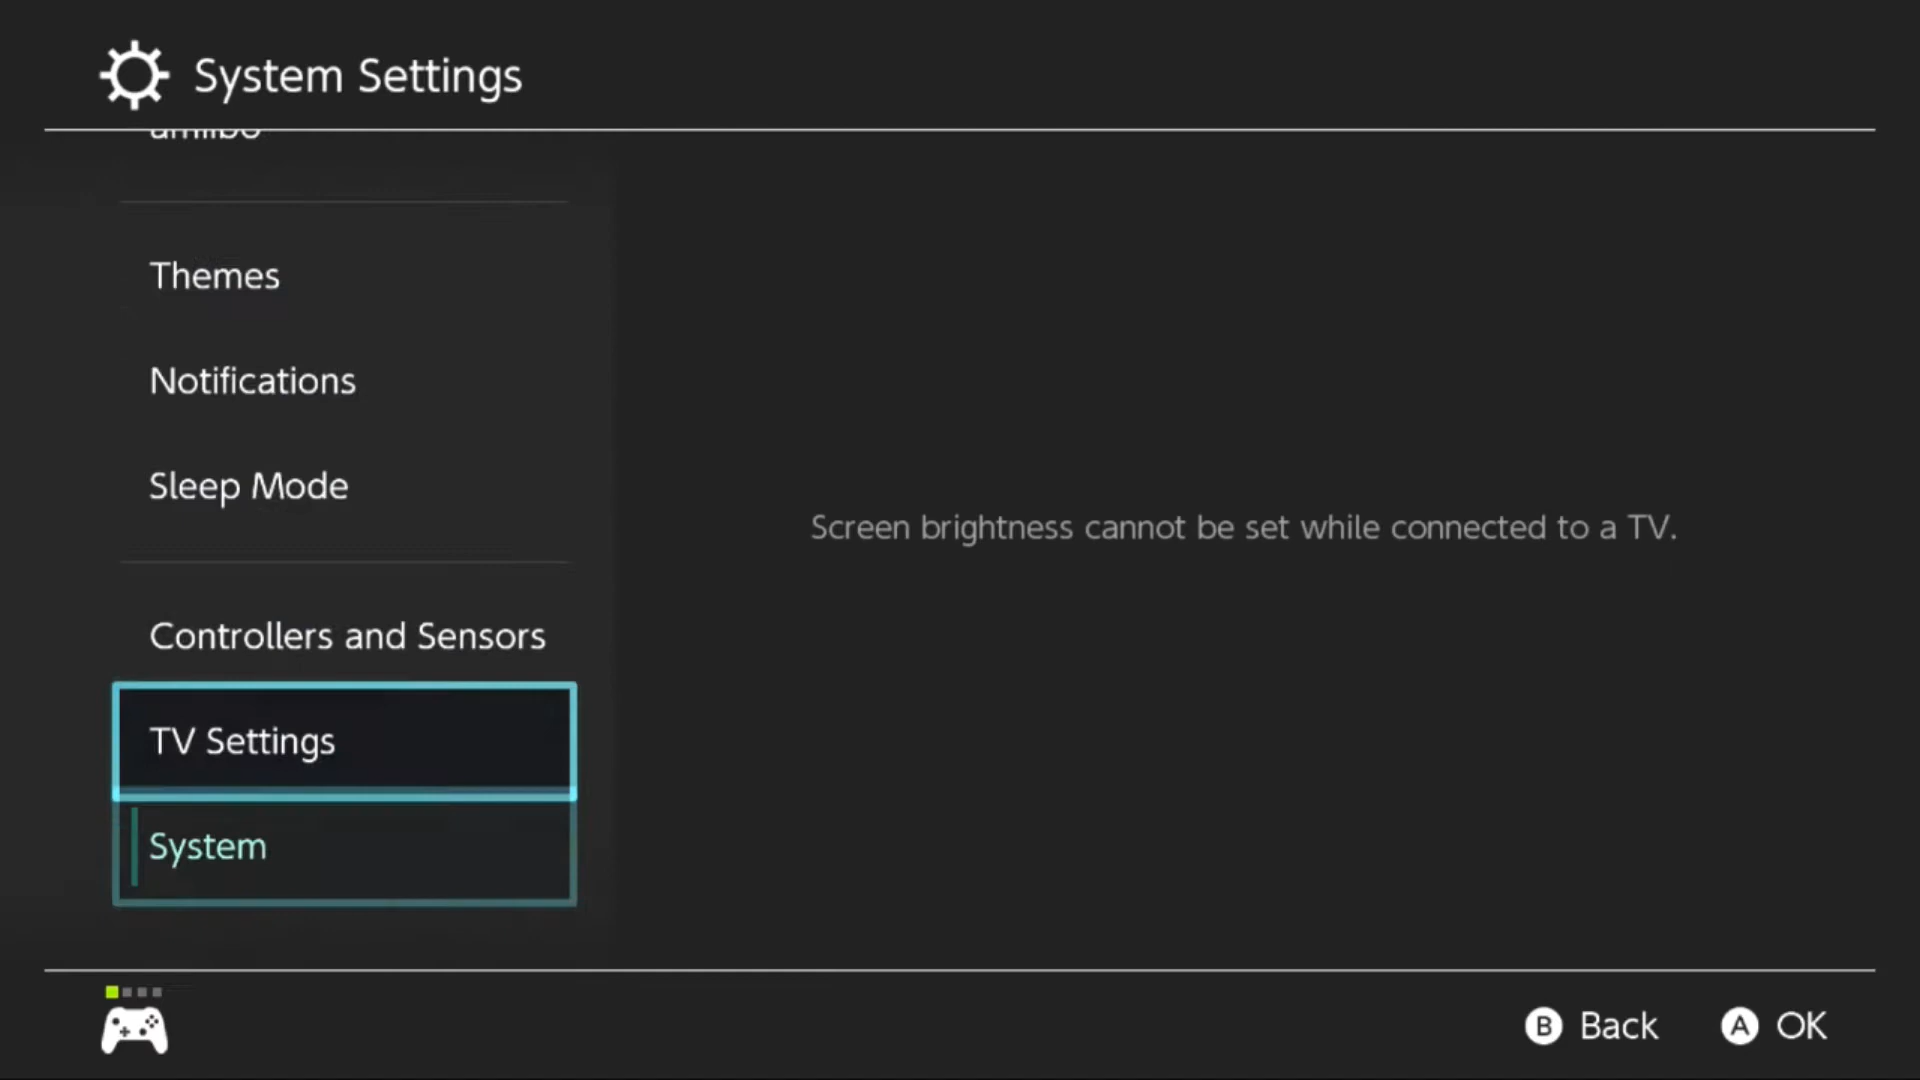 System Settings
amiibo
Themes
Notifications
Sleep Mode
Screen brightness cannot be set while connected to a TV.
Controllers and Sensors
TV Settings
System
B Back
A OK